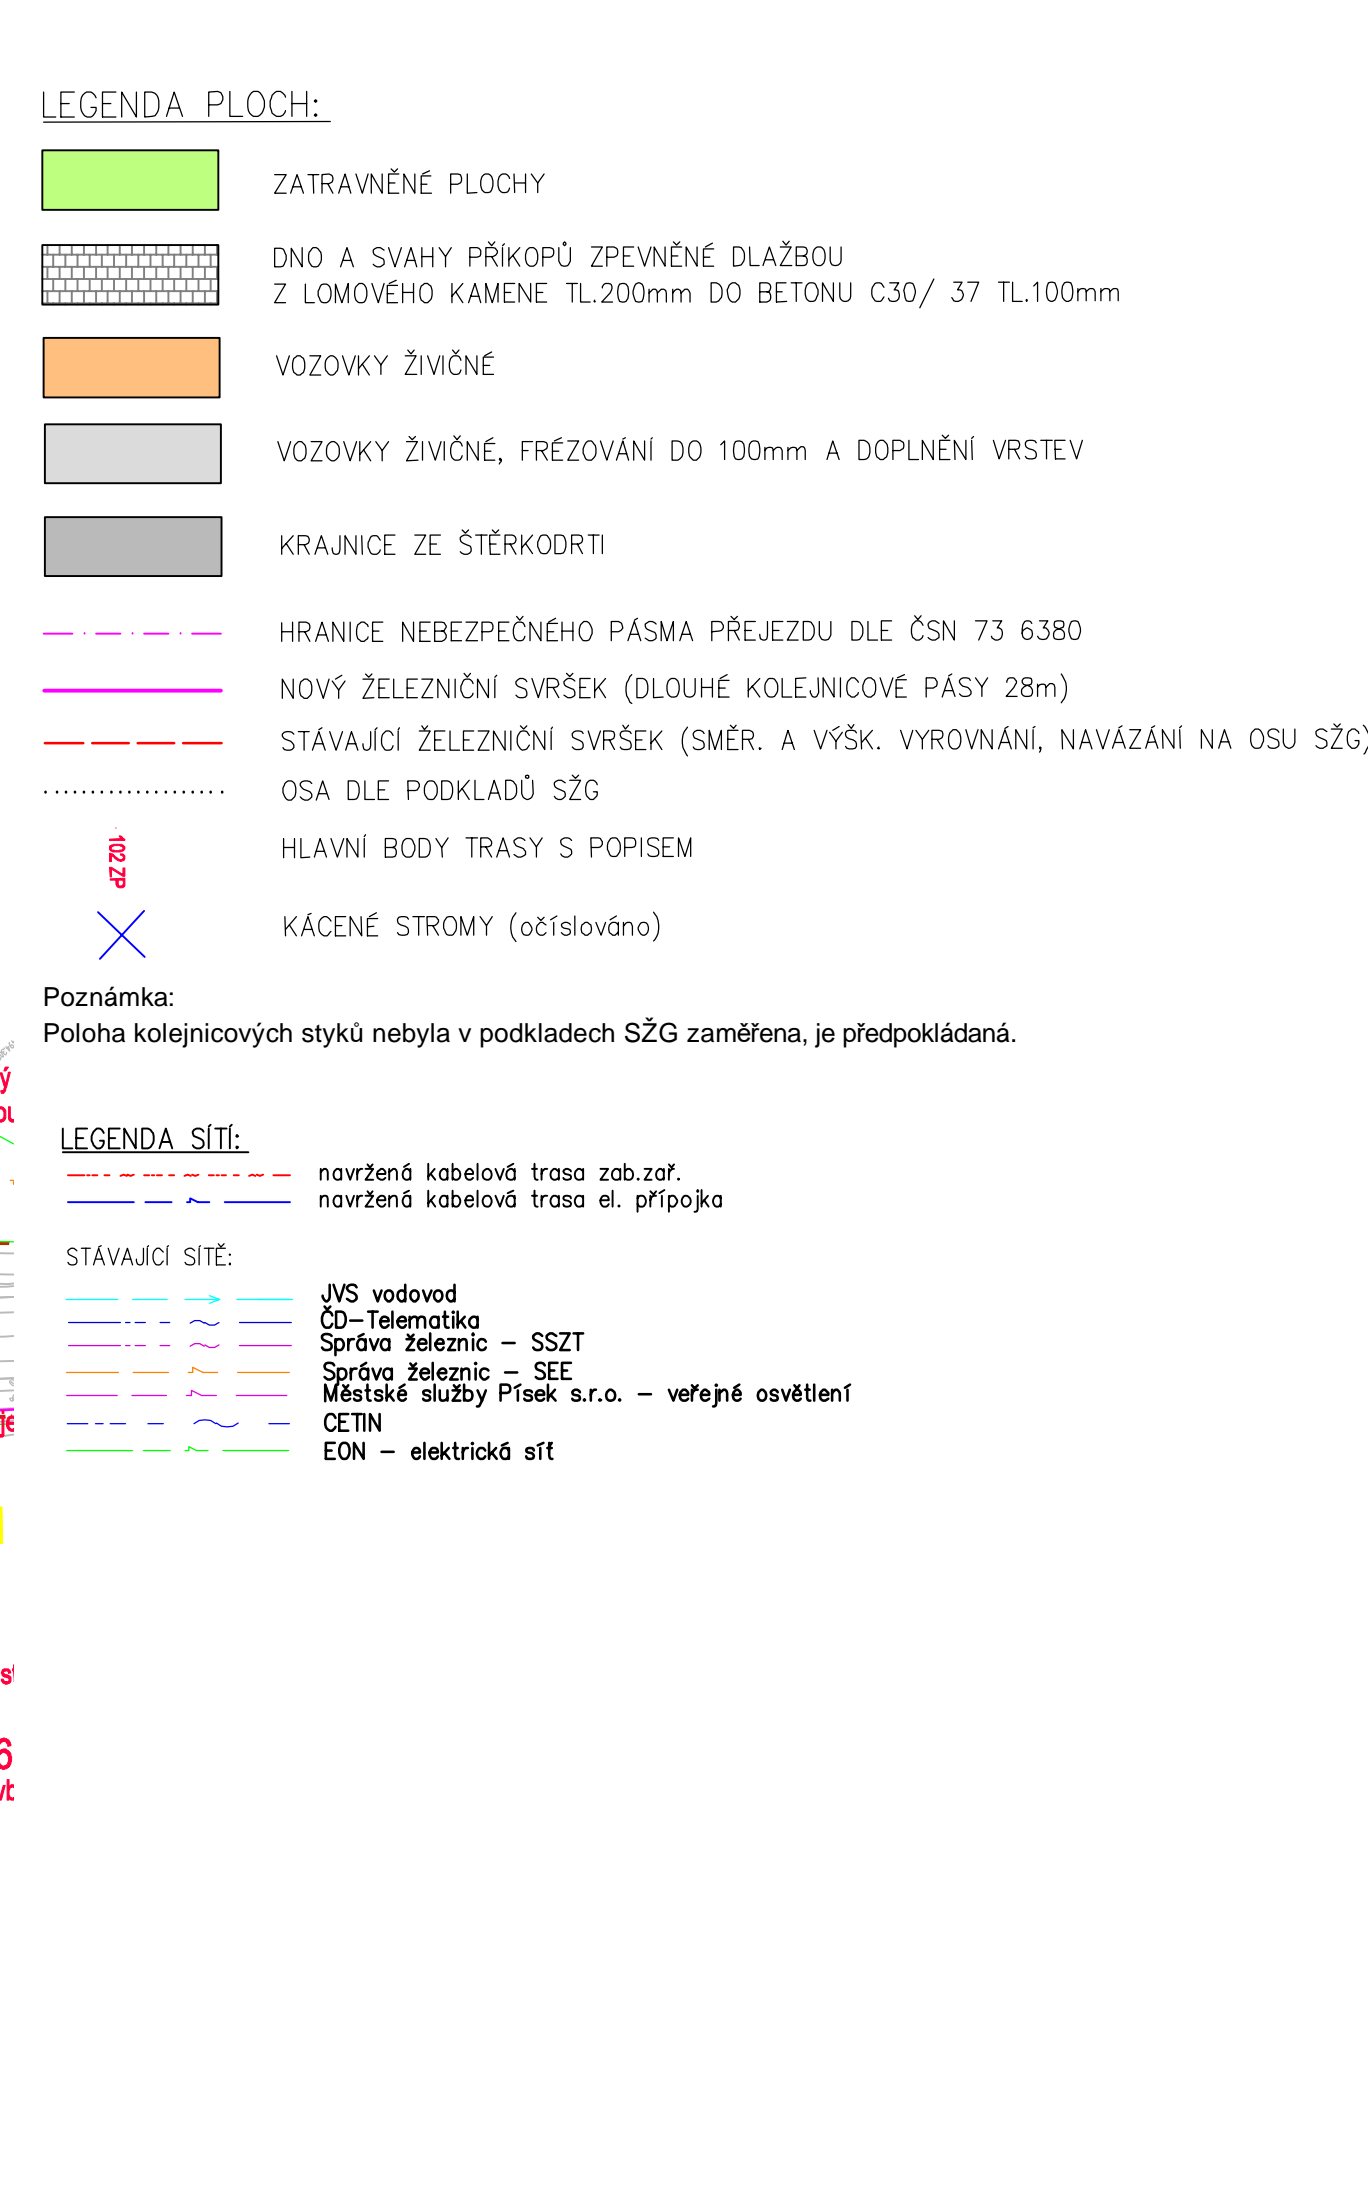 LEGENDA PLOCH:
ZATRAVNĚNÉ PLOCHY
DNO A SVAHY PŘÍKOPŮ ZPEVNĚNÉ DLAŽBOU
Z LOMOVÉHO KAMENE TL.200mm DO BETONU C30/ 37 TL.100mm
VOZOVKY ŽIVIČNÉ
VOZOVKY ŽIVIČNÉ, FRÉZOVÁNÍ DO 100mm A DOPLNĚNÍ VRSTEV
KRAJNICE ZE ŠTĚRKODRTI
HRANICE NEBEZPEČNÉHO PÁSMA PŘEJEZDU DLE ČSN 73 6380
NOVÝ ŽELEZNIČNÍ SVRŠEK (DLOUHÉ KOLEJNICOVÉ PÁSY 28m)
STÁVAJÍCÍ ŽELEZNIČNÍ SVRŠEK (SMĚR. A VÝŠK. VYROVNÁNÍ, NAVÁZÁNÍ NA OSU SŽG)
OSA DLE PODKLADŮ SŽG
102 ZP
HLAVNÍ BODY TRASY S POPISEM
KÁCENÉ STROMY (očíslováno)
Poznámka:
Poloha kolejnicových styků nebyla v podkladech SŽG zaměřena, je předpokládaná.
LEGENDA SÍTÍ:
navržená kabelová trasa zab.zař.
navržená kabelová trasa el. přípojka
STÁVAJÍCÍ SÍTĚ:
JVS vodovod
ČD-Telematika
Správa železnic - SSZT
Správa železnic - SEE
Městské služby Písek s.r.o. - veřejné osvětlení
CETIN
EON - elektrická síť